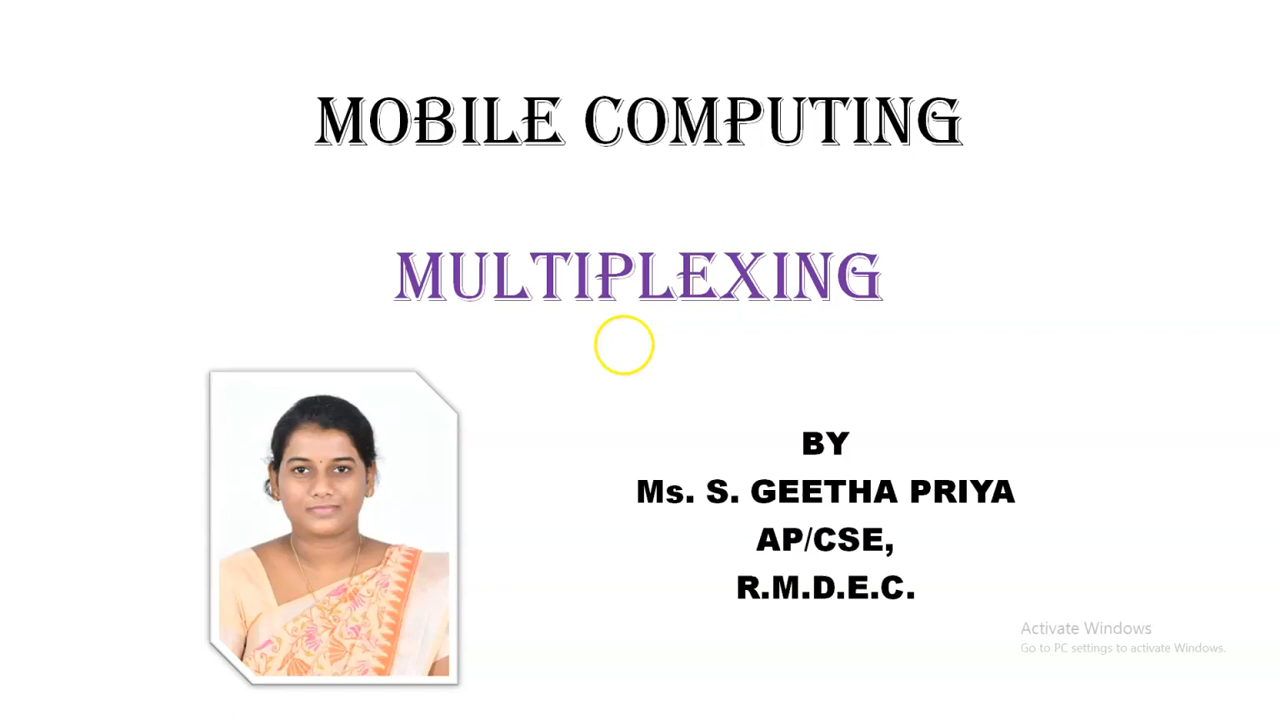 MOBILE COMPUTING
MULTIPLEXING
BY
Ms. S. GEETHA PRIYA
AP/CSE,
R.M.D.E.C.
Activate Windows
Go to PC settings to activate Windows.